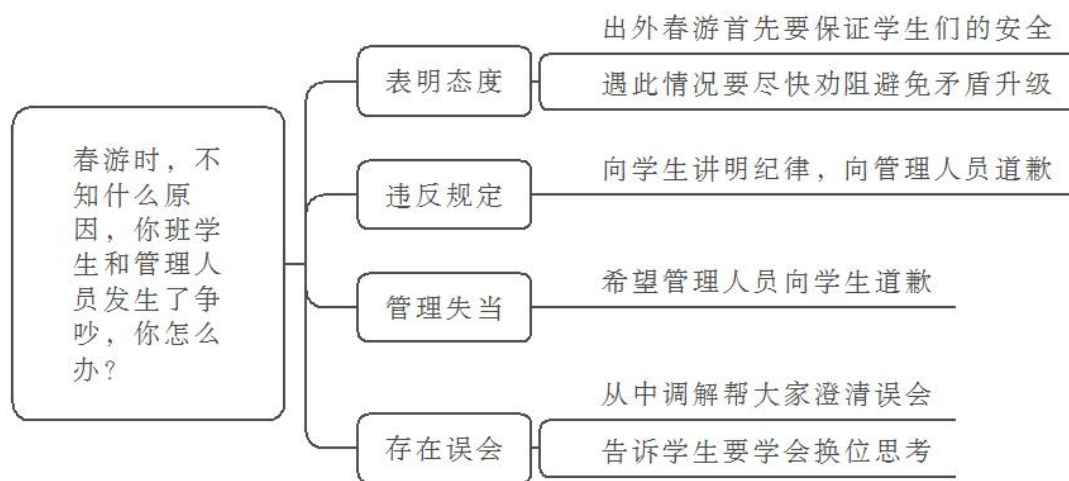 春游时，不
知什么原
因，你班学
生和管理人
员发生了争
吵，你怎么
办？
表明态度
出外春游首先要保证学生们的安全
遇此情况要尽快劝阻避免矛盾升级
违反规定
向学生讲明纪律，向管理人员道歉
管理失当
希望管理人员向学生道歉
存在误会
从中调解帮大家澄清误会
告诉学生要学会换位思考